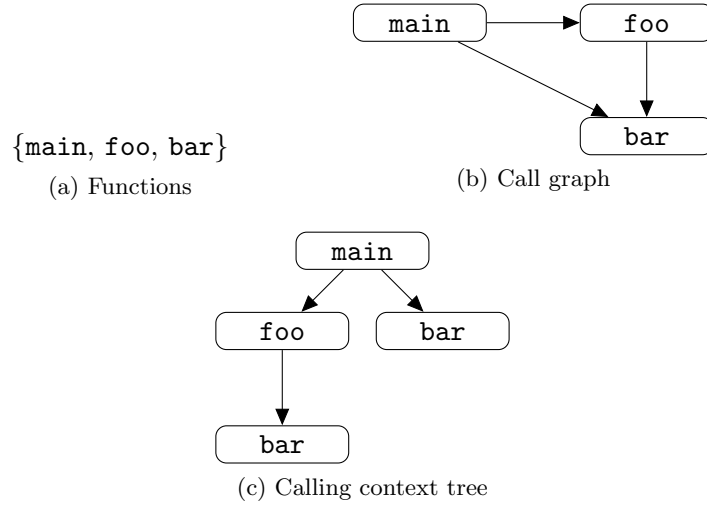 main
foo
bar
{main, foo, bar}
(a) Functions
(b) Call graph
main
foo
bar
bar
(c) Calling context tree